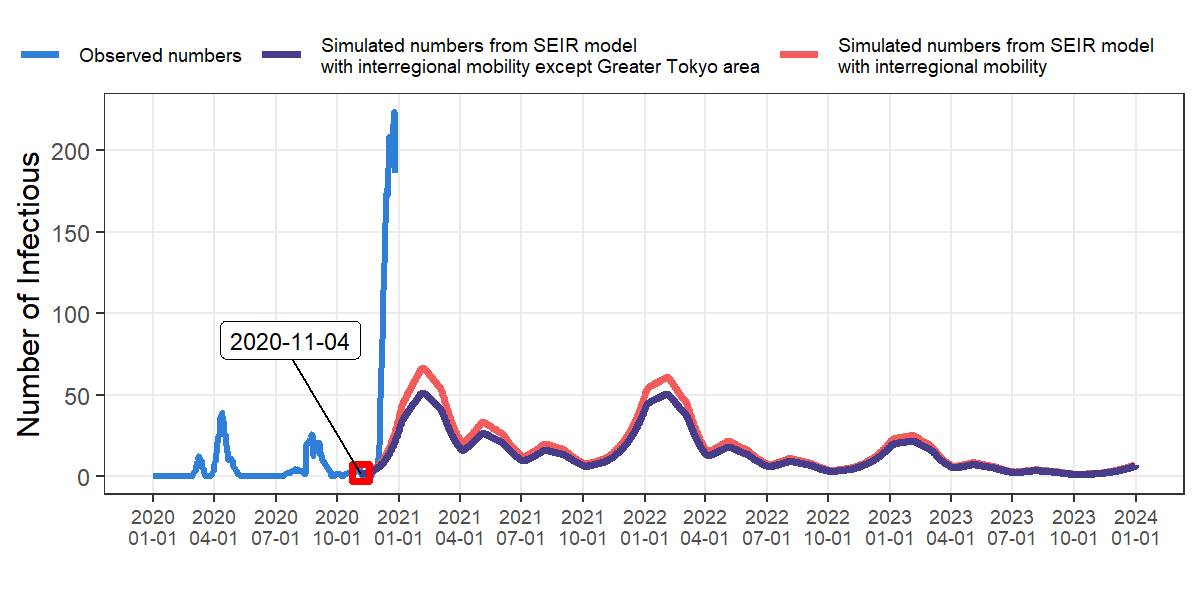 Observed numbers
Simulated numbers from SEIR model
with interregional mobility except Greater Tokyo area
Simulated numbers from SEIR model
with interregional mobility
Number of Infectious
200
150
100
50
0
2020-11-04
2020 2020 2020 2020 2021 2021 2021 2021 2022 2022 2022 2022 2023 2023 2023 2023 2024
01-01 04-01 07-01 10-01 01-01 04-01 07-01 10-01 01-01 04-01 07-01 10-01 01-01 04-01 07-01 10-01 01-01